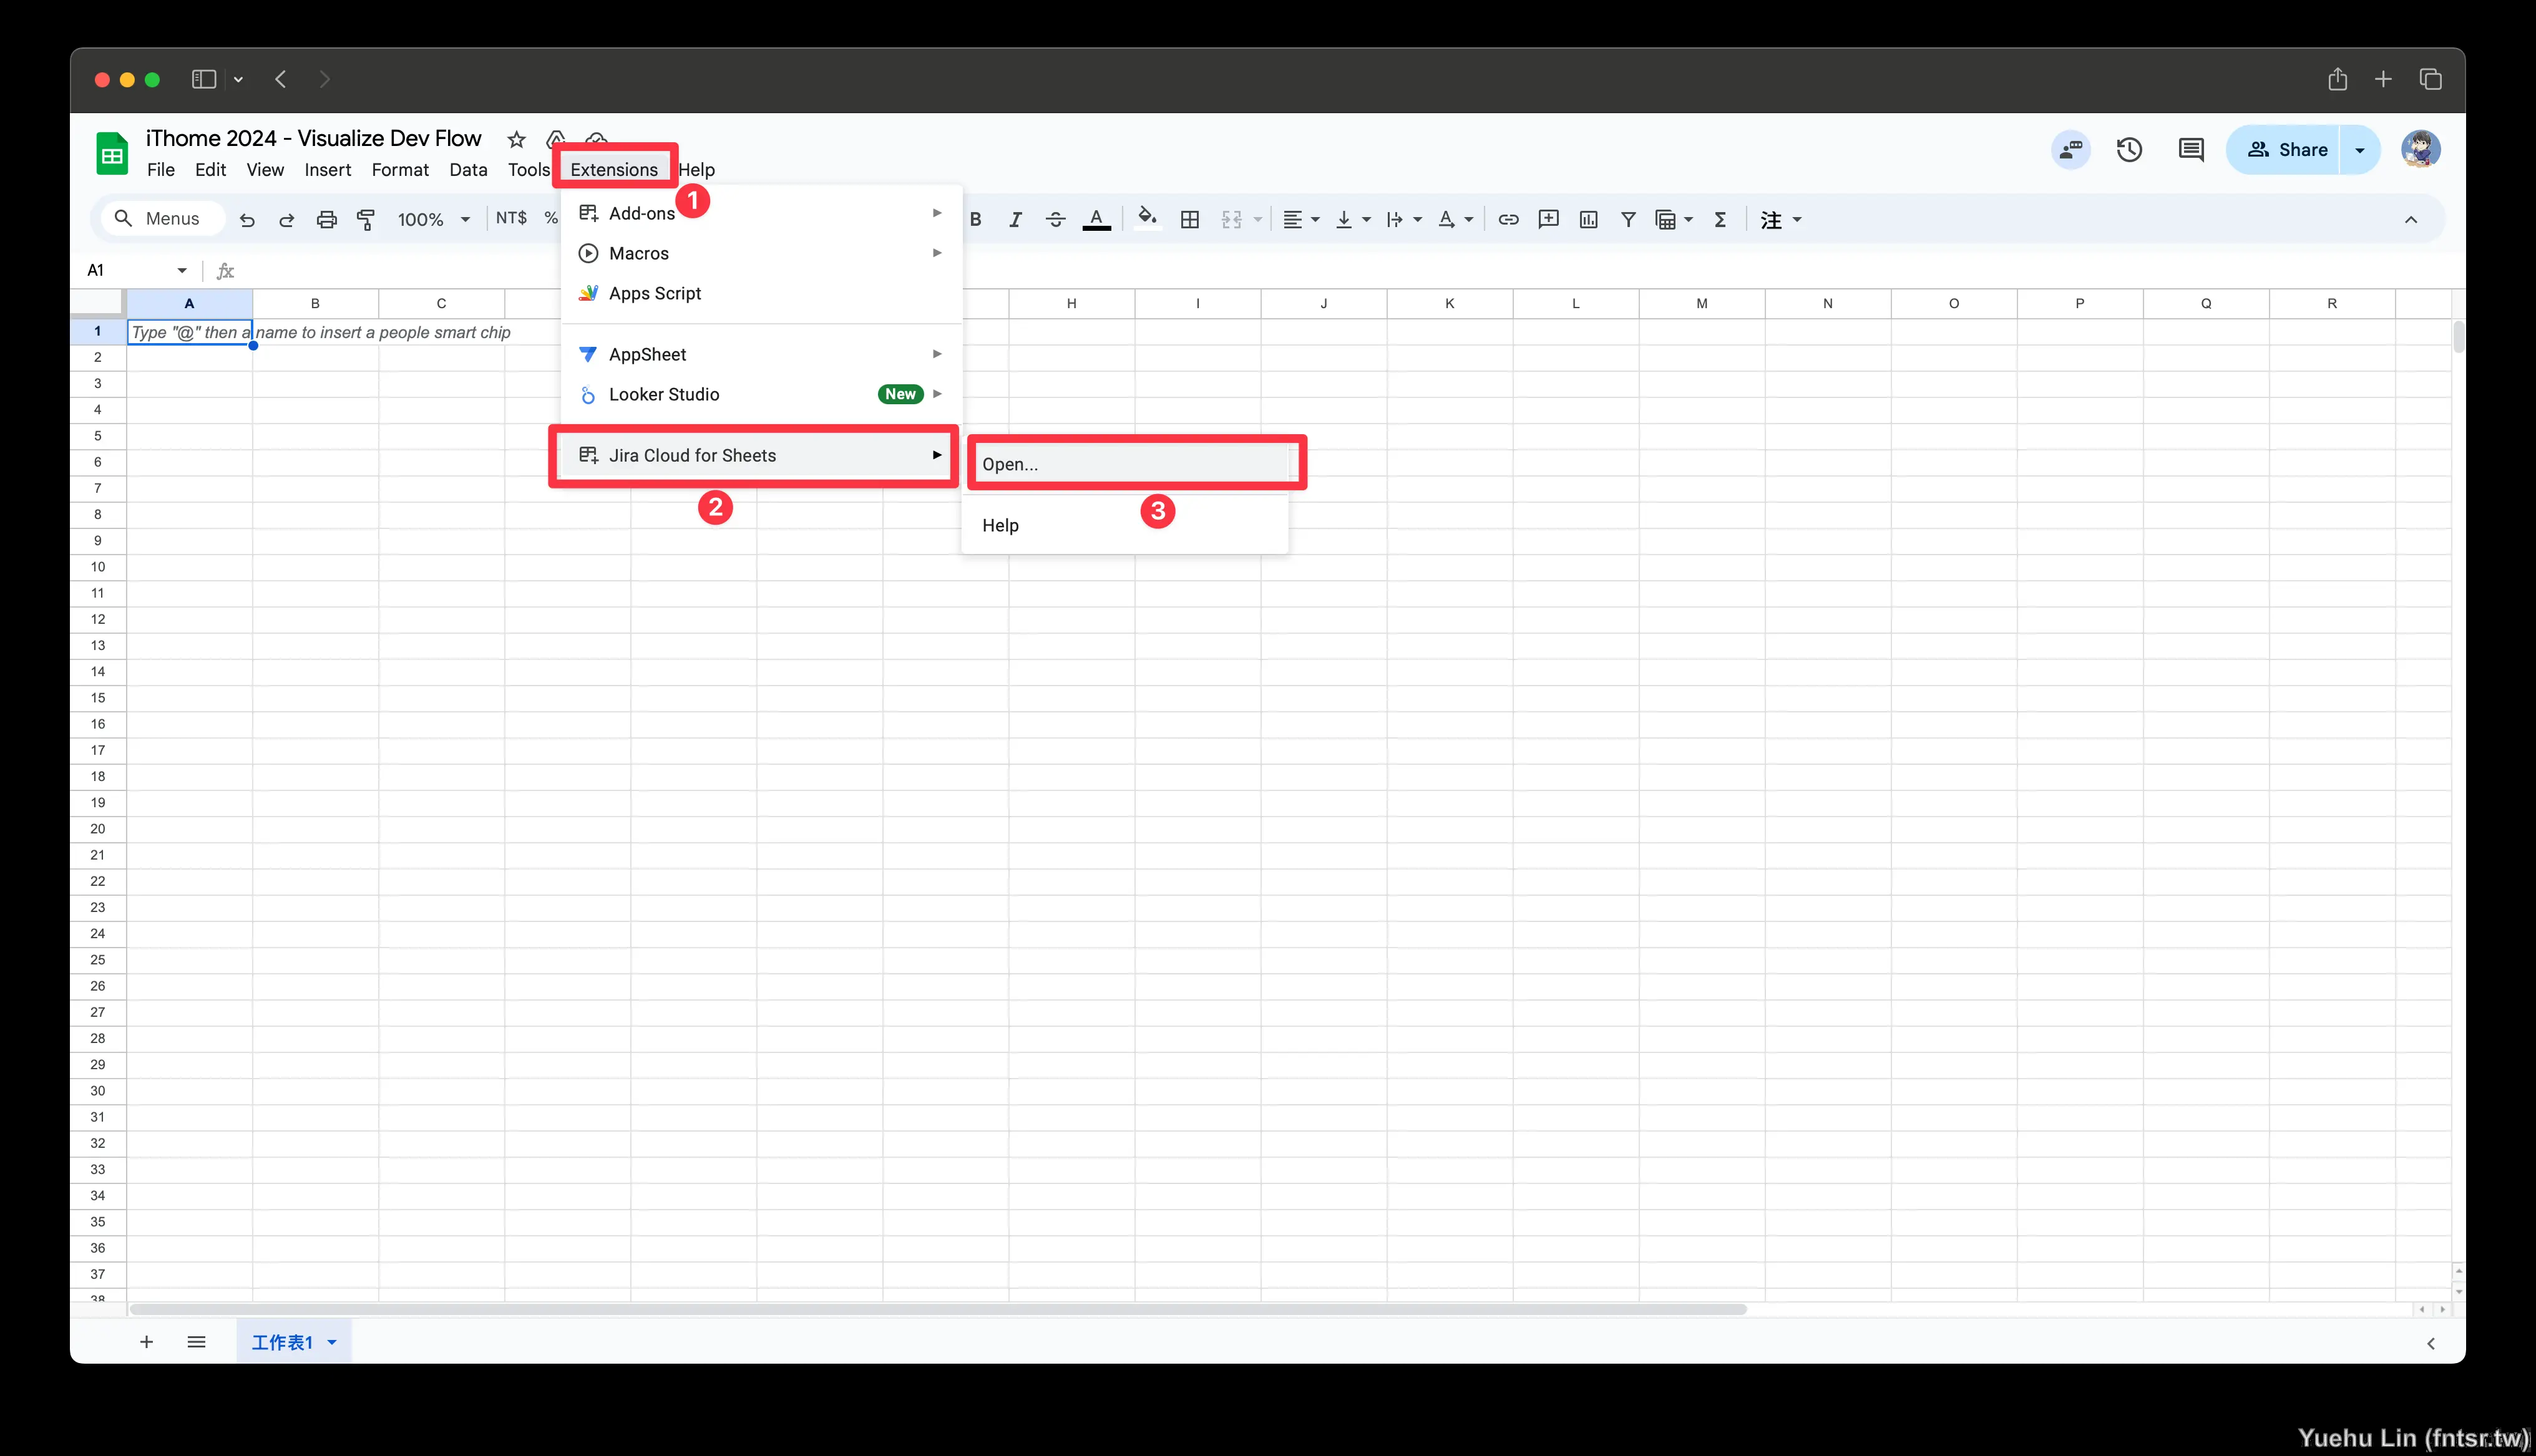 iThome 2024 - Visualize Dev Flow
File Edit View Insert Format Data Tools Extensions Help
Share
1
Menus 100% NT$ % B I A 注
A1 fx
Add-ons
Macros
Apps Script
AppSheet
Looker Studio New
Jira Cloud for Sheets
2
Open...
3
Help
A B C H I J K L M N O P Q R
1 Type "@" then a name to insert a people smart chip
2
3
4
5
6
7
8
9
10
11
12
13
14
15
16
17
18
19
20
21
22
23
24
25
26
27
28
29
30
31
32
33
34
35
36
37
38
工作表1
Yuehu Lin (fntsr.tw)